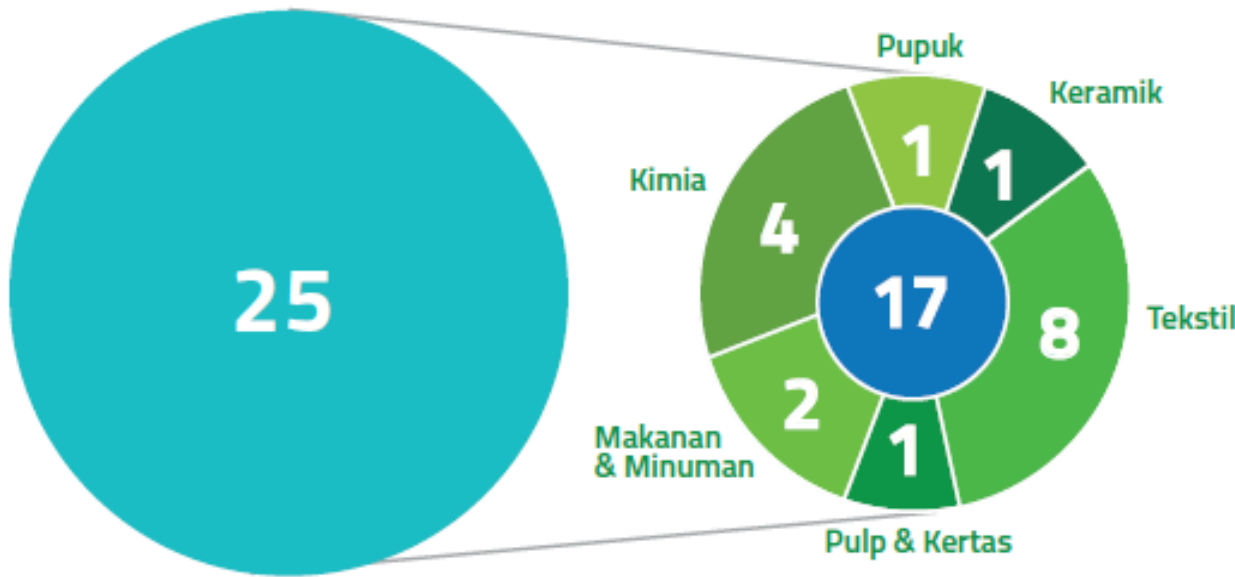 25
Pupuk
1
Keramik
1
Kimia
4
17
8
Tekstil
2
Makanan
& Minuman
1
Pulp & Kertas